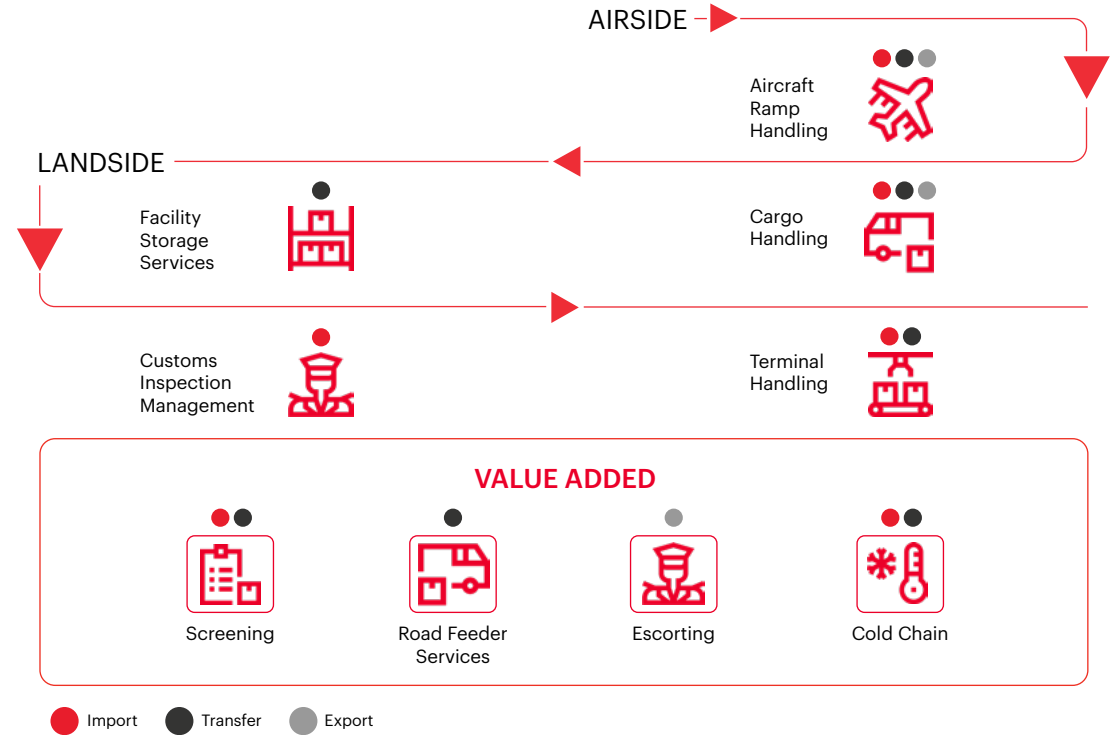 AIRSIDE
Aircraft
Ramp
Handling
LANDSIDE
Facility
Storage
Services
Cargo
Handling
Customs
Inspection
Management
Terminal
Handling
VALUE ADDED
Screening
Road Feeder
Services
Escorting
Cold Chain
Import
Transfer
Export